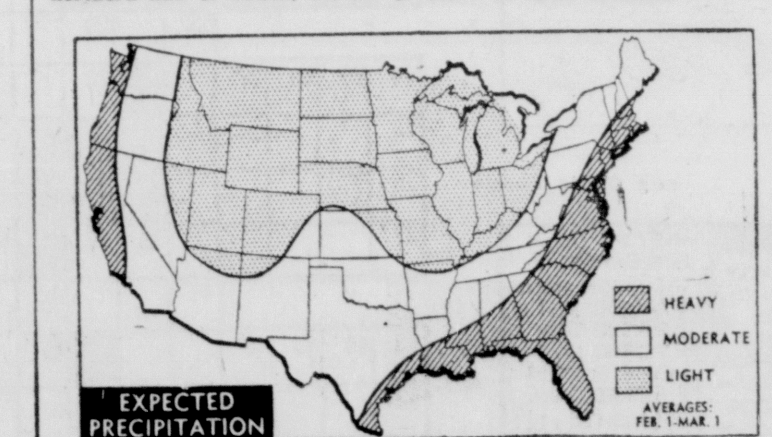 HEAVY
MODERATE
LIGHT
AVERAGES:
FEB. 1-MAR. 1
EXPECTED
PRECIPITATION